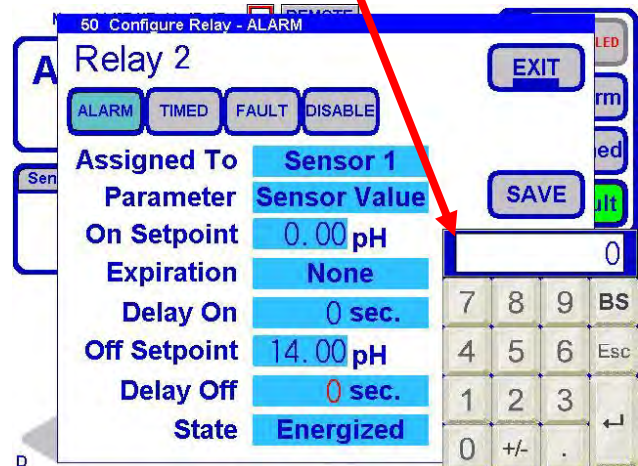 50 Configure Relay - ALARM
Relay 2
EXIT
ALARM TIMED FAULT DISABLE
Assigned To Sensor 1
Parameter Sensor Value
SAVE
On Setpoint 0.00 pH
Expiration None
Delay On 0 sec.
Off Setpoint 14.00 pH
Delay Off 0 sec.
State Energized
0
7 8 9 BS
4 5 6 Esc
1 2 3
0 +/- . ↵
A
Sen
LED
rm
ed
ult
D